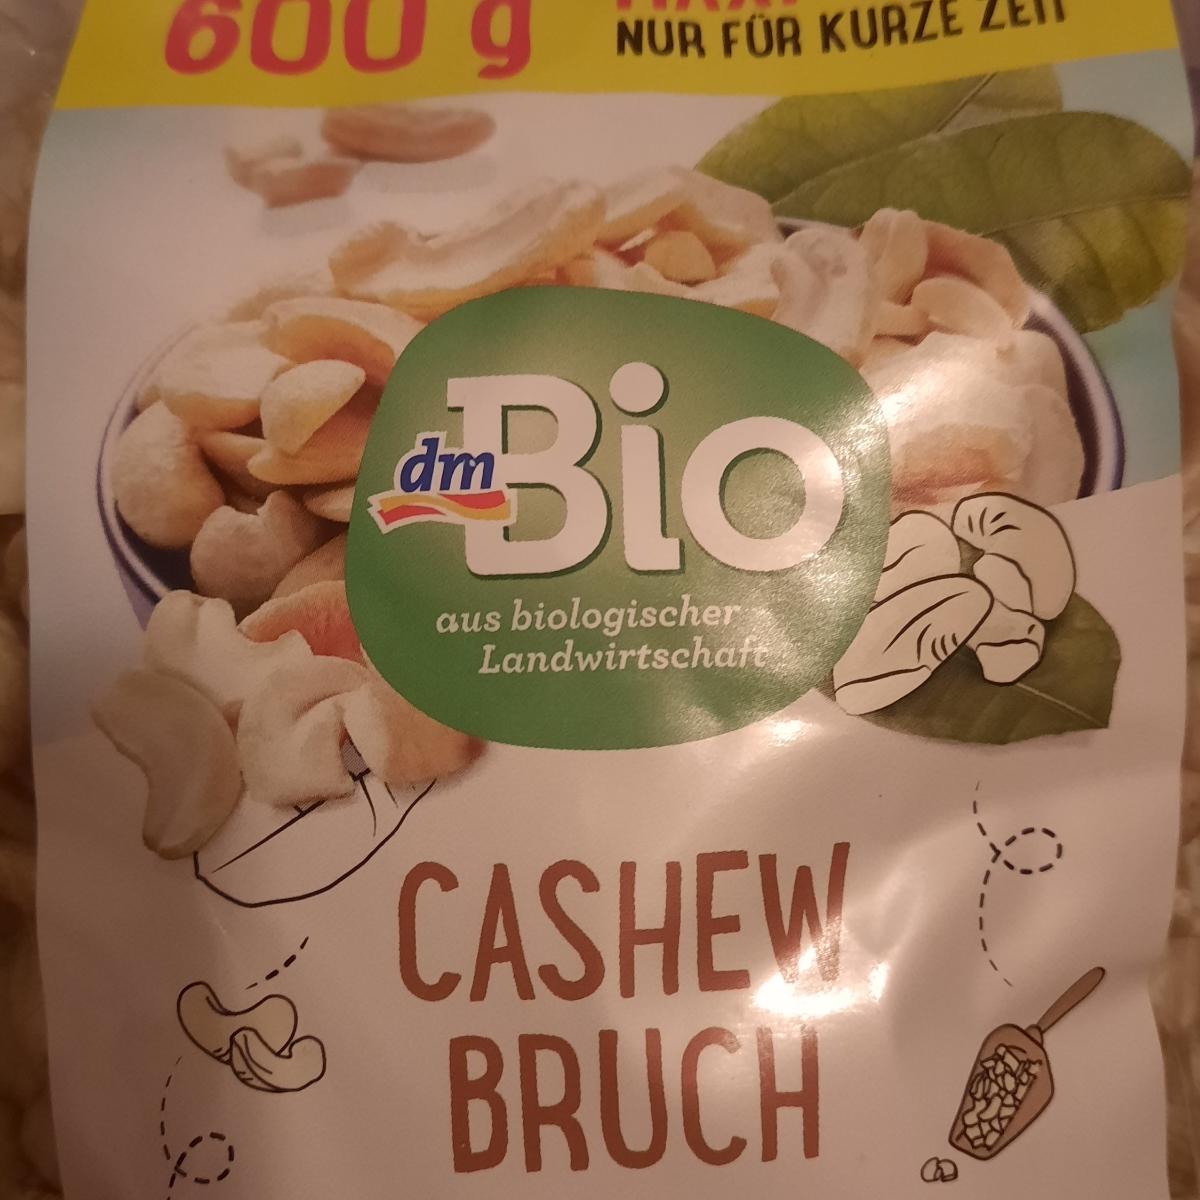 600 g
NUR FÜR KURZE ZEIT
dm
Bio
aus biologischer
Landwirtschaft
CASHEW
BRUCH